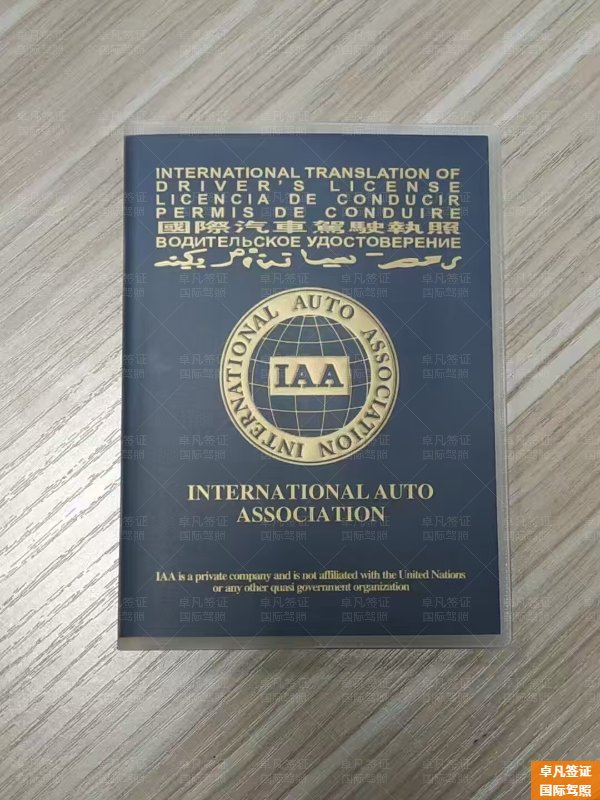 INTERNATIONAL TRANSLATION OF
DRIVER'S LICENSE
LICENCIA DE CONDUCIR
PERMIS DE CONDUIRE
國際汽車駕駛執照
ВОДИТЕЛЬСКОЕ УДОСТОВЕРЕНИЕ
INTERNATIONAL AUTO ASSOCIATION
IAA
INTERNATIONAL AUTO
ASSOCIATION
IAA is a private company and is not affiliated with the United Nations
or any other quasi government organization
卓凡签证
国际驾照